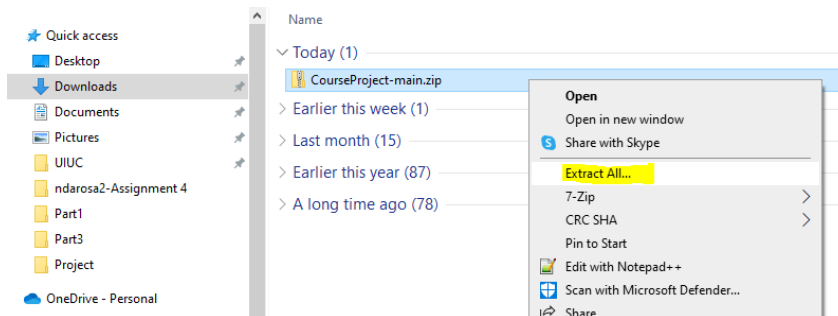 Quick access
Desktop
Downloads
Documents
Pictures
UIUC
ndarosa2-Assignment 4
Part1
Part3
Project
OneDrive - Personal
Name
Today (1)
CourseProject-main.zip
Earlier this week (1)
Last month (15)
Earlier this year (87)
A long time ago (78)
Open
Open in new window
Share with Skype
Extract All...
7-Zip
CRC SHA
Pin to Start
Edit with Notepad++
Scan with Microsoft Defender...
Share